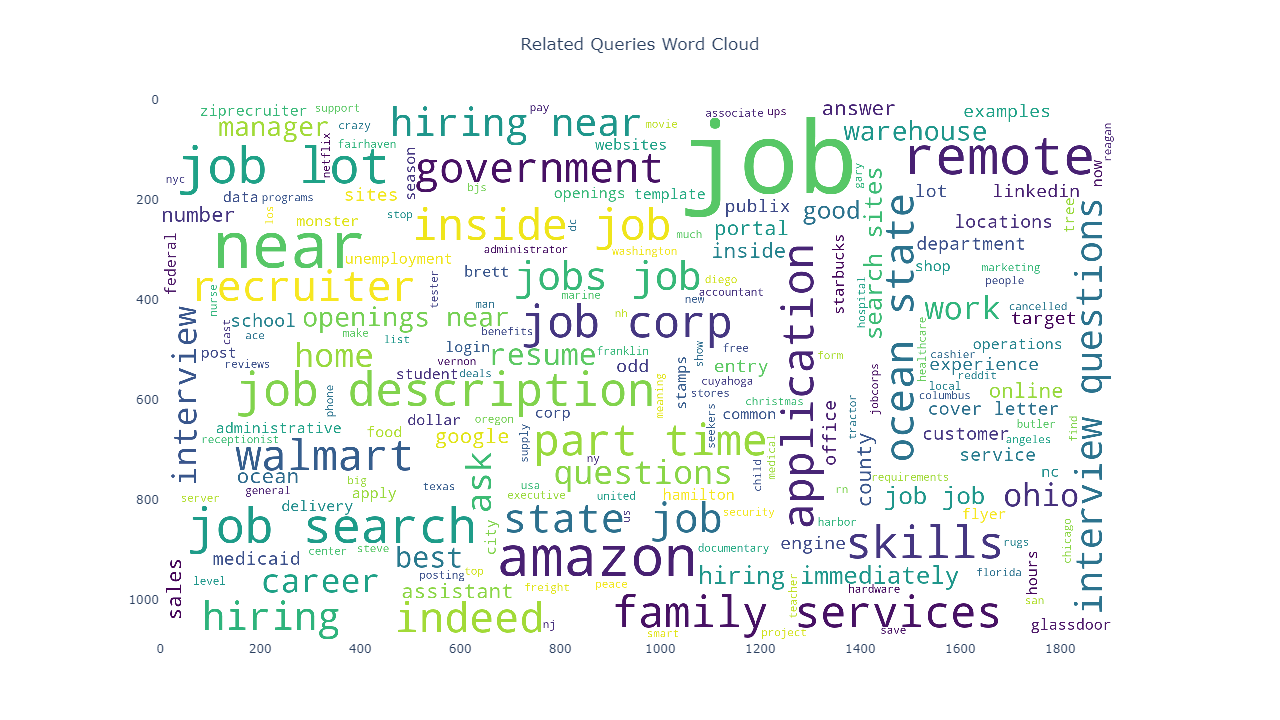 Related Queries Word Cloud
0
200
400
600
800
1000
0
200
400
600
800
1000
1200
1400
1600
1800
ziprecruiter
support
pay
associate
ups
answer
examples
manager
crazy
hiring near
movie
job
warehouse
fairhaven
websites
netflix
job lot
season
government
remote
reagan
now
nyc
data
programs
sites
bjs
openings
template
gary
search sites
lot
linkedin
number
los
monster
stop
inside job
dc
publix
good
ocean state
locations
tree
near
much
portal
inside
department
federal
unemployment
administrator
washington
application
starbucks
interview questions
recruiter
tester
brett
jobs job
diego
shop
marketing
people
nurse
marine
accountant
new
hospital
work
cancelled
target
interview
cast
school
openings near
man
job corp
nh
ace
make
list
benefits
operations
post
reviews
home
login
vernon
resume
franklin
show
free
form
healthcare
cashier
experience
student
deals
odd
stamps
entry
cuyahoga
jobcorps
reddit
local
job description
phone
meaning
stores
christmas
columbus
online
administrative
dollar
corp
seekers
common
office
tractor
cover letter
butler
find
receptionist
food
google
oregon
supply
part time
medical
customer
angeles
walmart
ask
ny
questions
child
county
service
ocean
big
texas
usa
requirements
nc
general
apply
executive
united
hamilton
rn
job job
ohio
server
delivery
us
security
flyer
job search
city
state job
harbor
chicago
medicaid
center
steve
best
amazon
documentary
engine
skills
rugs
sales
level
career
posting
top
hiring immediately
florida
hours
assistant
freight
peace
teacher
hardware
san
hiring
indeed
nj
family services
smart
project
save
glassdoor